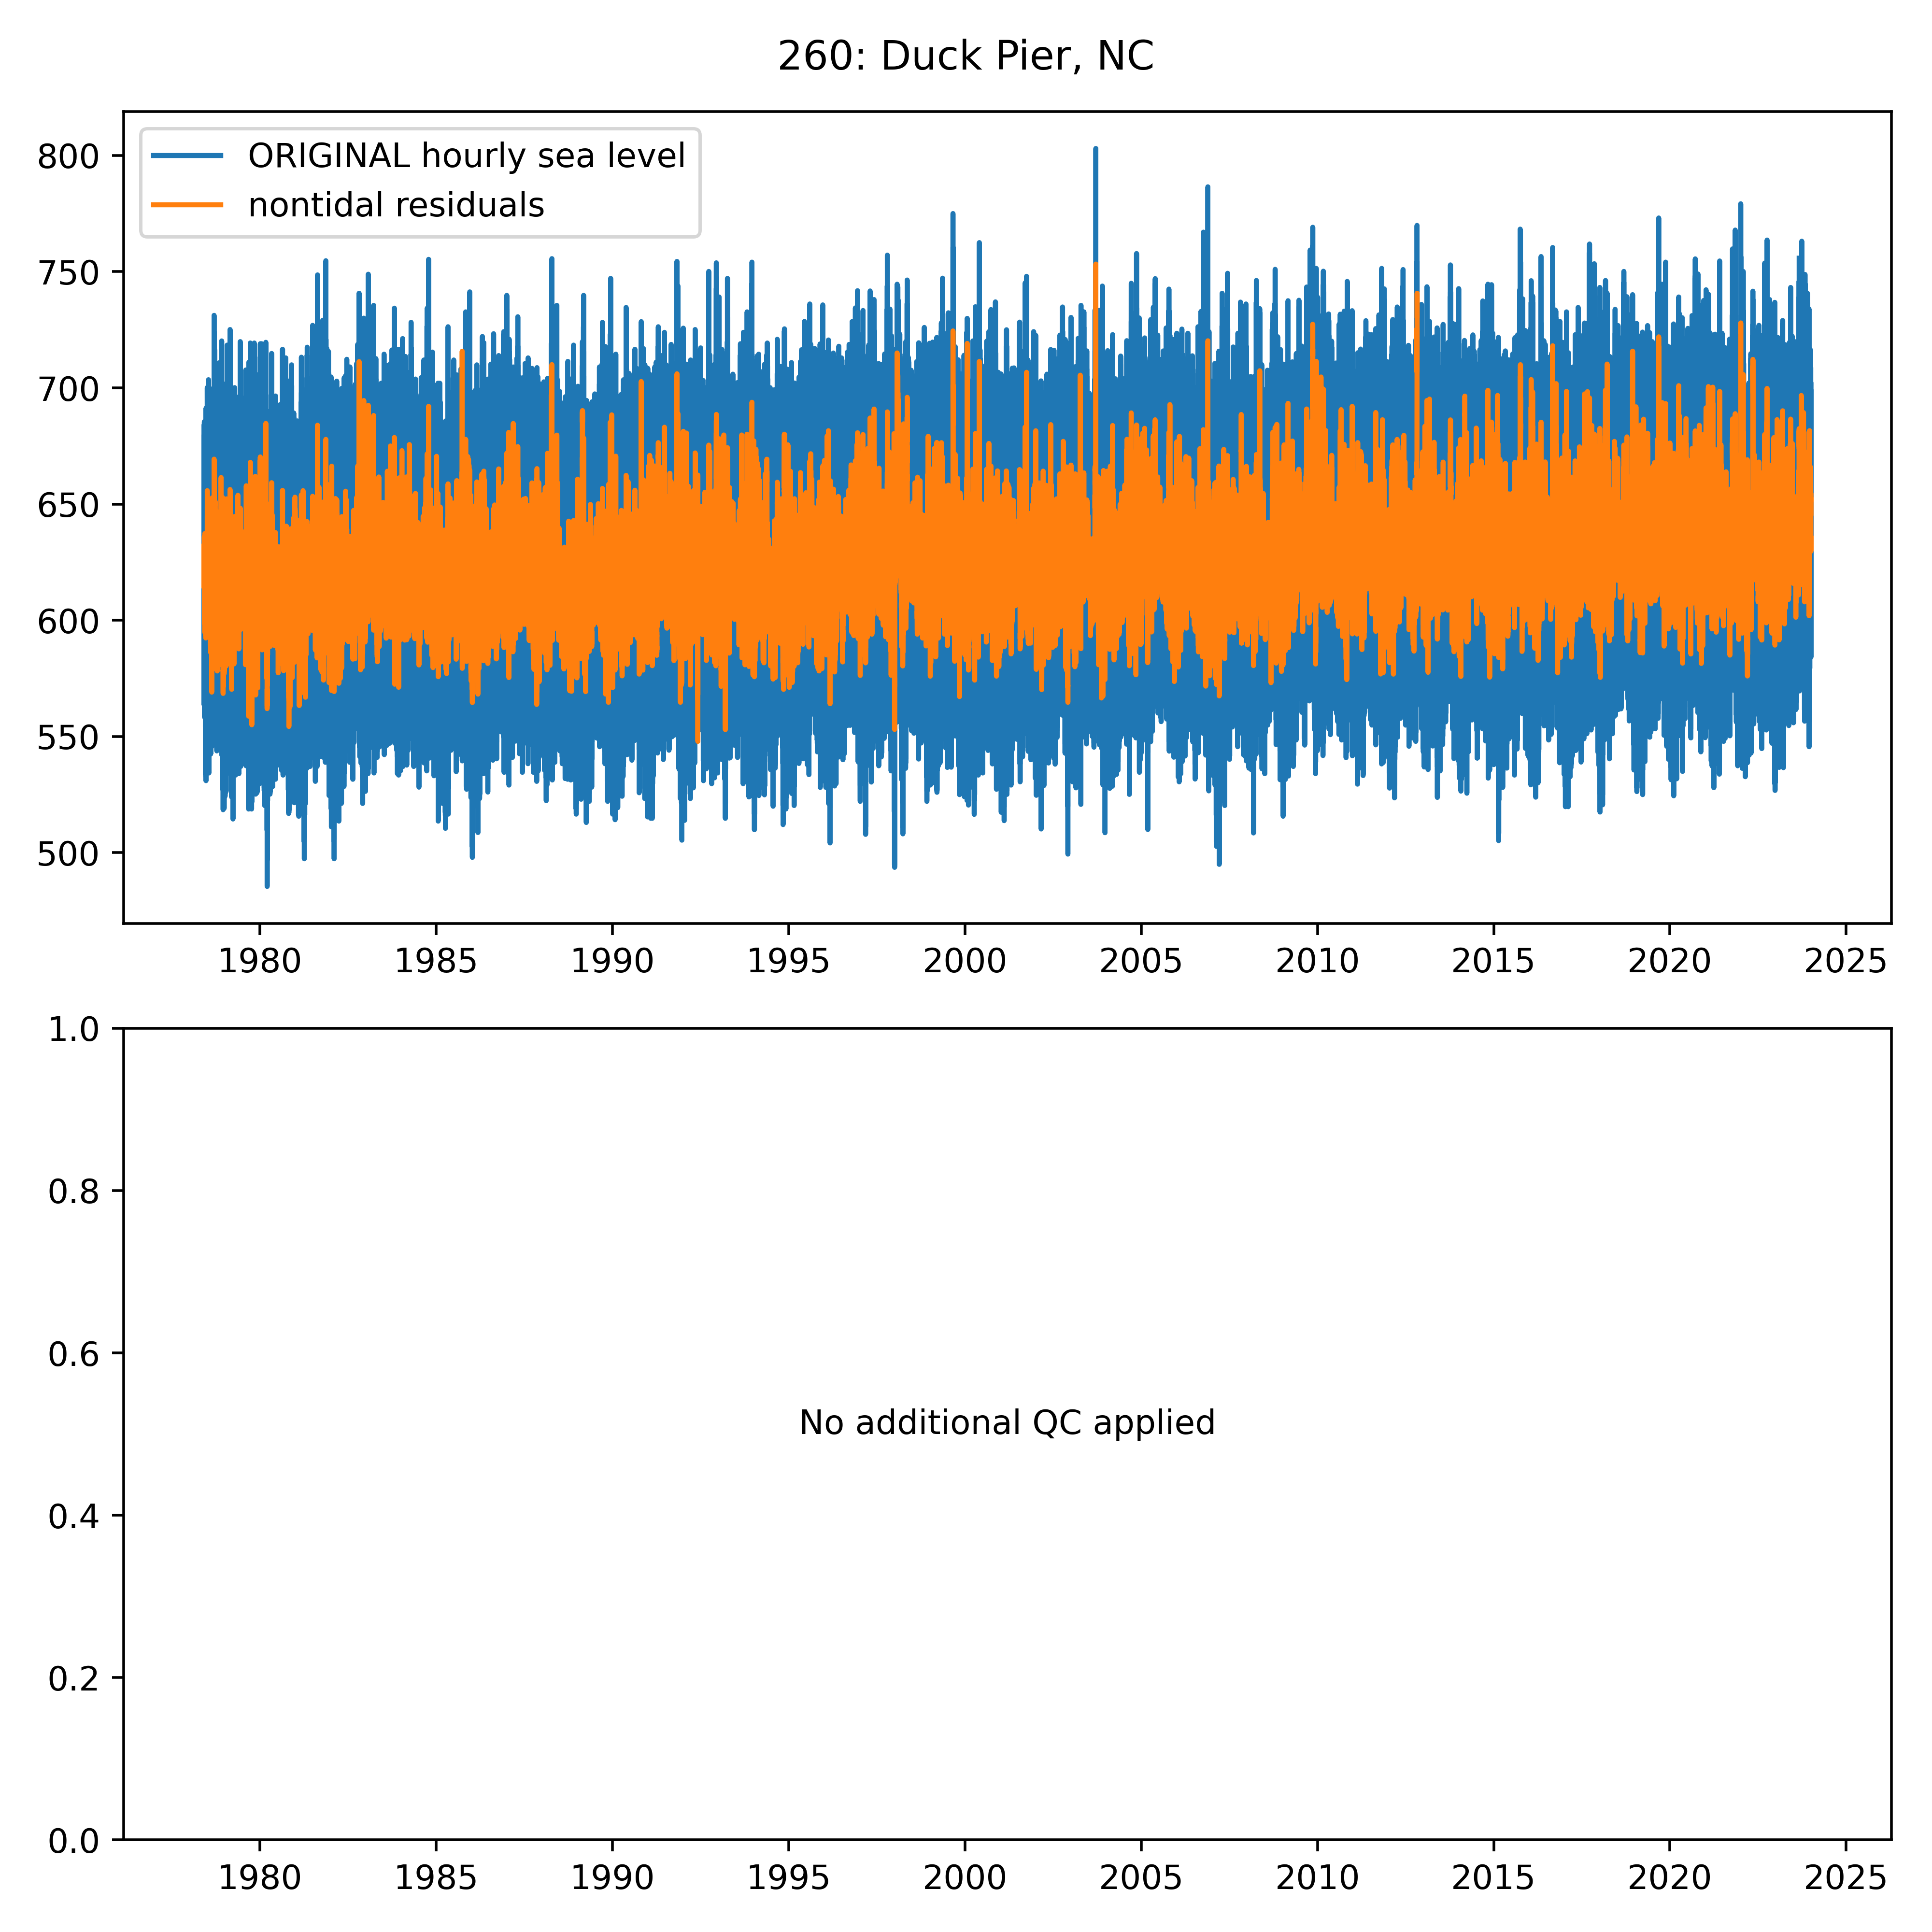 260: Duck Pier, NC
ORIGINAL hourly sea level
nontidal residuals
800
750
700
650
600
550
500
1980 1985 1990 1995 2000 2005 2010 2015 2020 2025
1.0
0.8
0.6
No additional QC applied
0.4
0.2
0.0
1980 1985 1990 1995 2000 2005 2010 2015 2020 2025